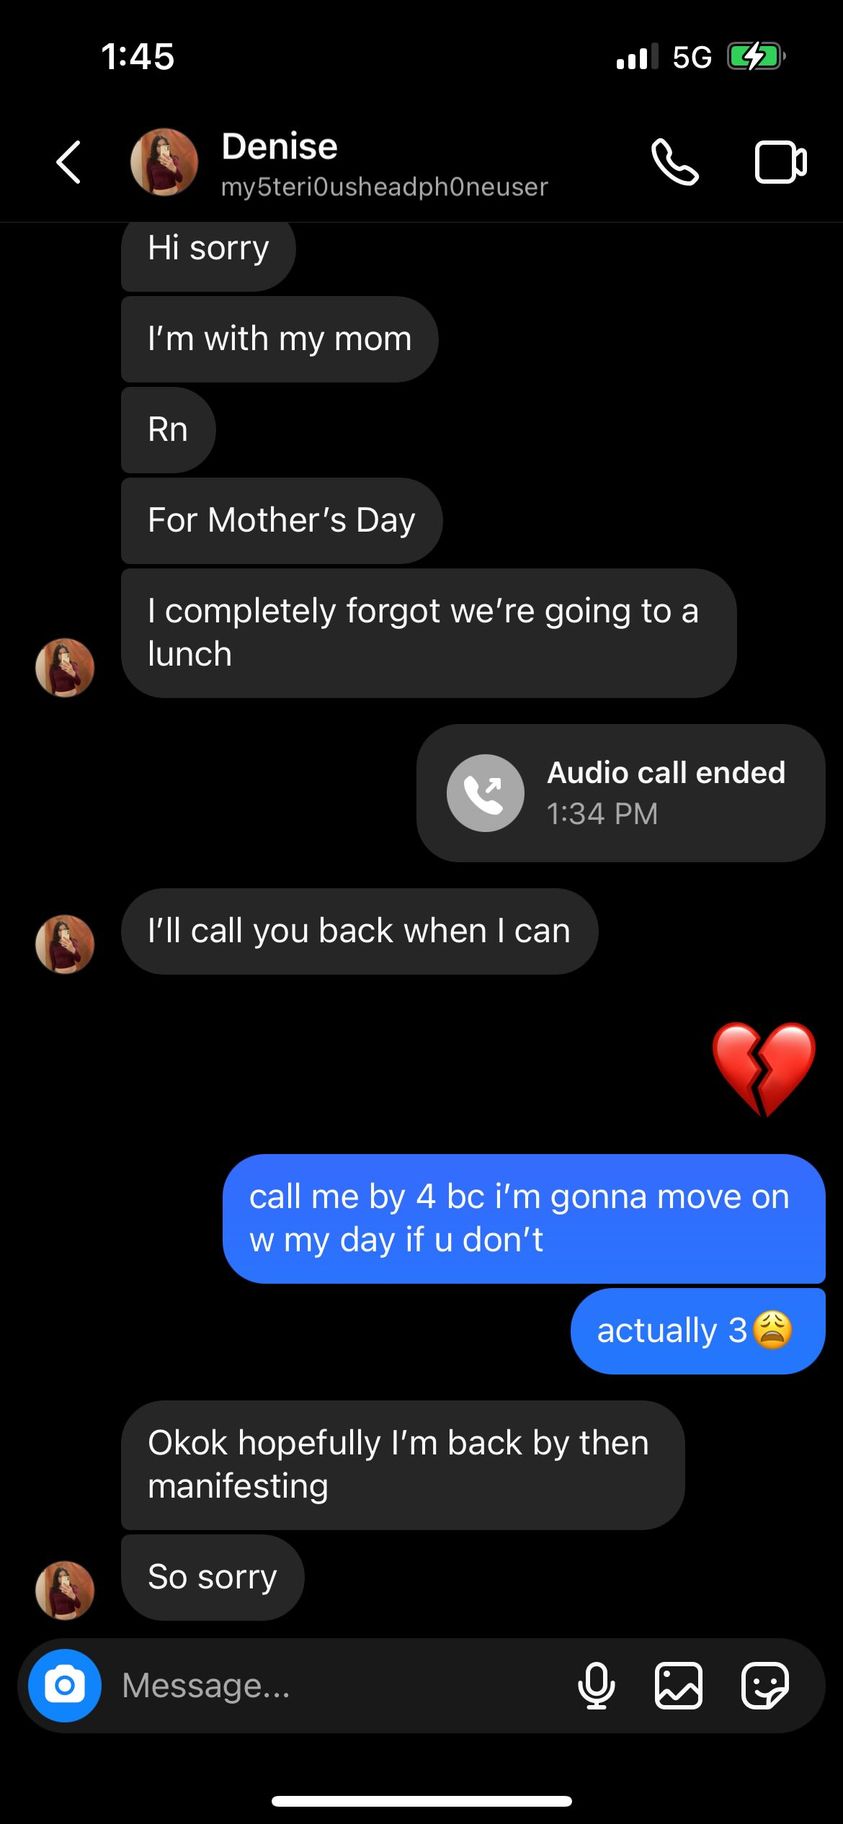 1:45
5G
Denise
my5teri0usheadph0neuser
Hi sorry
I'm with my mom
Rn
For Mother's Day
I completely forgot we're going to a
lunch
Audio call ended
1:34 PM
I'll call you back when I can
💔
call me by 4 bc i'm gonna move on
w my day if u don't
actually 3😩
Okok hopefully I'm back by then
manifesting
So sorry
Message...